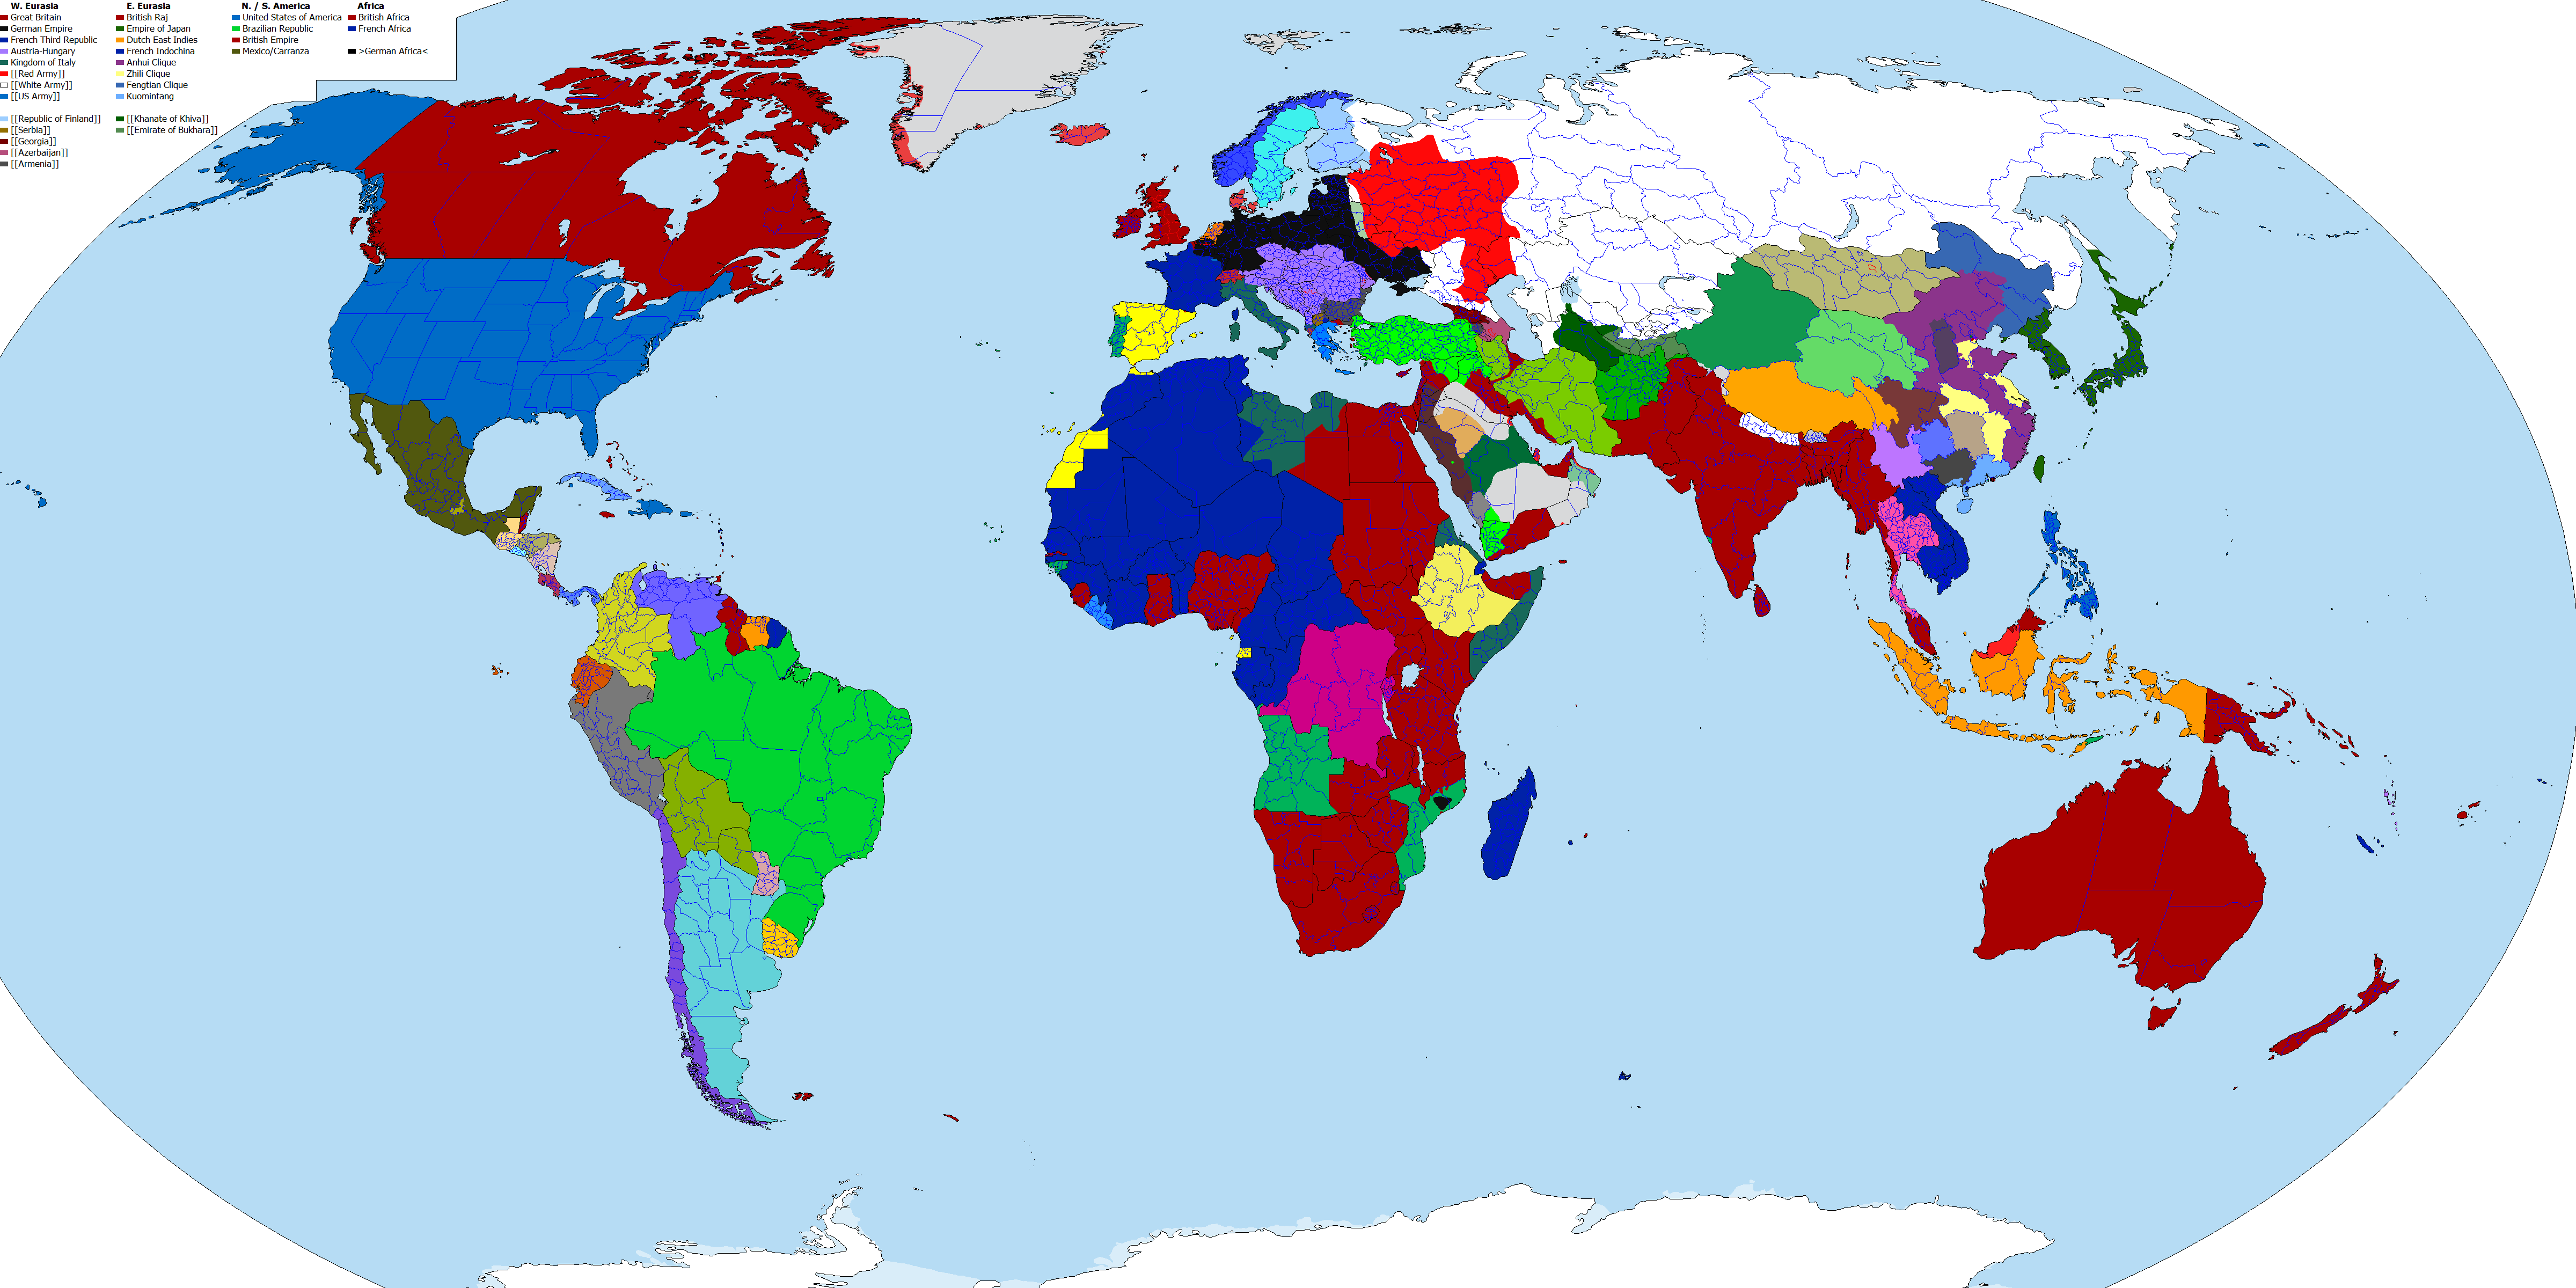 W. Eurasia
Great Britain
German Empire
French Third Republic
Austria-Hungary
Kingdom of Italy
[[Red Army]]
[[White Army]]
[[US Army]]
[[Republic of Finland]]
[[Serbia]]
[[Georgia]]
[[Azerbaijan]]
[[Armenia]]
E. Eurasia
British Raj
Empire of Japan
Dutch East Indies
French Indochina
Anhui Clique
Zhili Clique
Fengtian Clique
Kuomintang
[[Khanate of Khiva]]
[[Emirate of Bukhara]]
N. / S. America
United States of America
Brazilian Republic
British Empire
Mexico/Carranza
Africa
British Africa
French Africa
>German Africa<